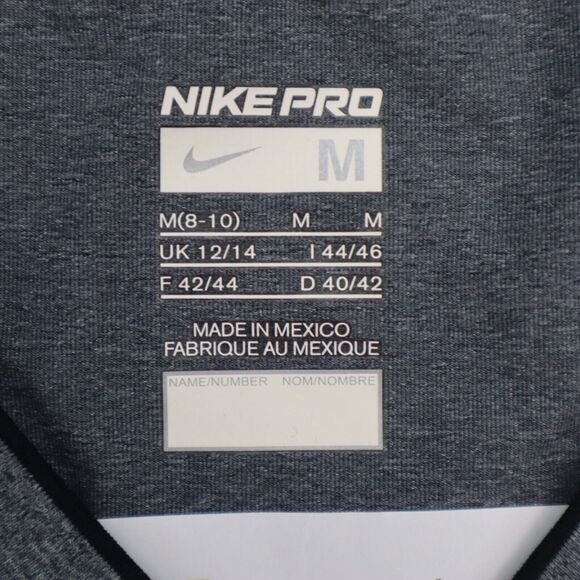 NIKE PRO
M
M(8-10) M M
UK 12/14 I 44/46
F 42/44 D 40/42
MADE IN MEXICO
FABRIQUE AU MEXIQUE
NAME/NUMBER NOM/NOMBRE